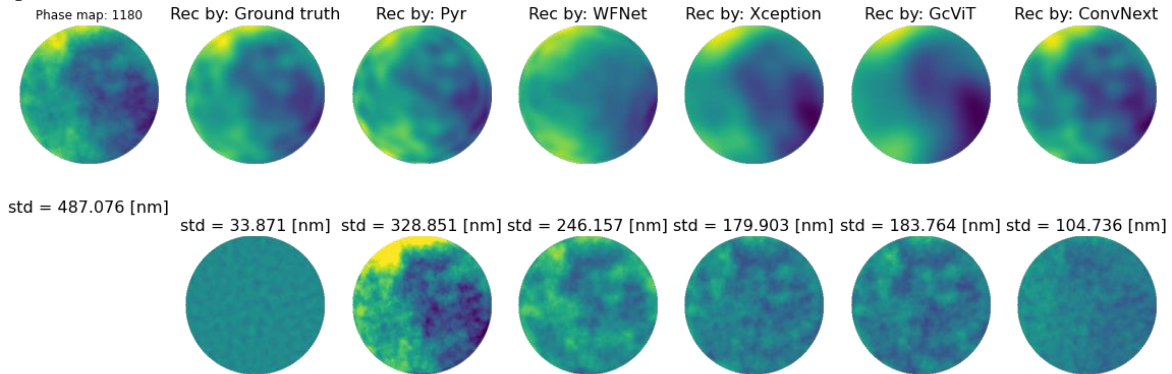 Phase map: 1180 Rec by: Ground truth Rec by: Pyr Rec by: WFNet Rec by: Xception Rec by: GcViT Rec by: ConvNext
std = 487.076 [nm]
std = 33.871 [nm] std = 328.851 [nm] std = 246.157 [nm] std = 179.903 [nm] std = 183.764 [nm] std = 104.736 [nm]